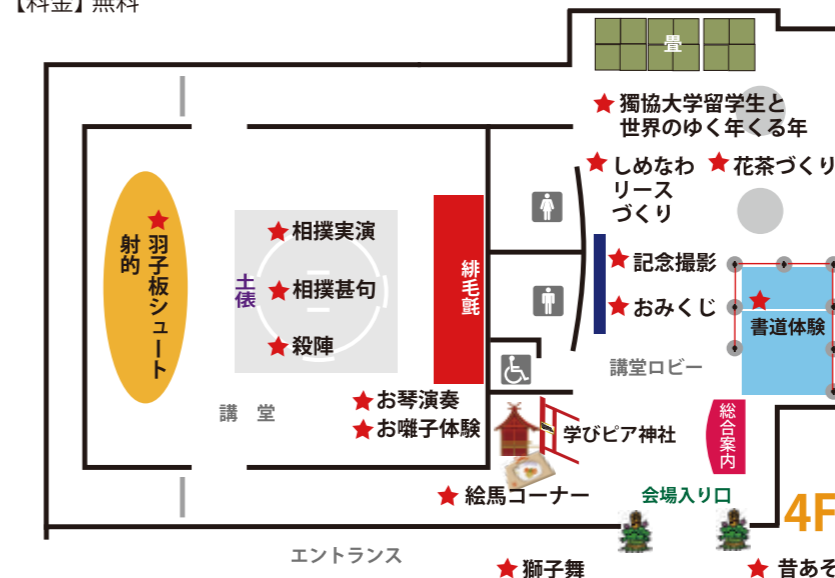 【料金】無料
畳
★獨協大学留学生と
世界のゆく年くる年
★しめなわ
リース
づくり
★花茶づくり
★羽子板シュート
射的
★相撲実演
土俵
★相撲甚句
★殺陣
緋毛氈
★記念撮影
★おみくじ
★
書道体験
講堂ロビー
講 堂
★お琴演奏
★お囃子体験
学びピア神社
総合案内
★絵馬コーナー
会場入り口
4F
エントランス
★獅子舞
★昔あそ